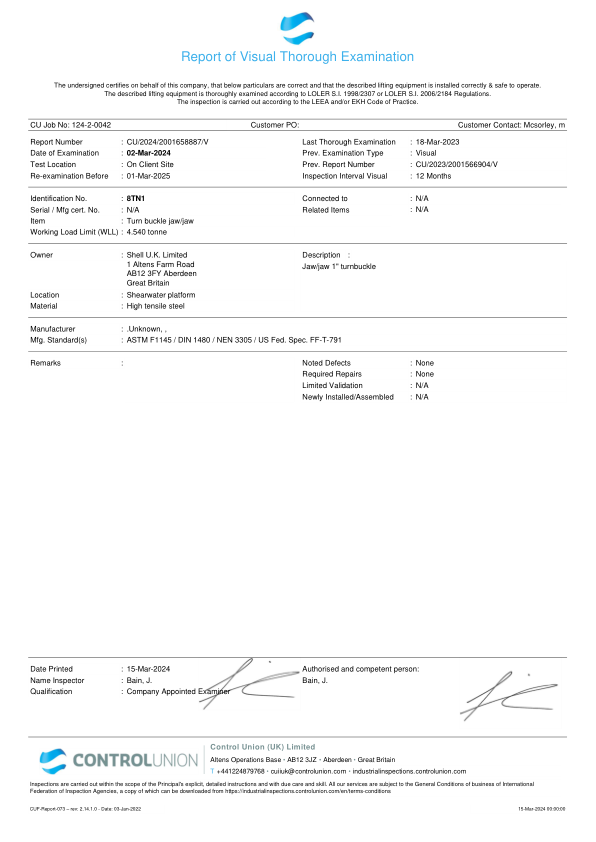 Report of Visual Thorough Examination
The undersigned certifies on behalf of this company, that below particulars are correct and that the described lifting equipment is installed correctly & safe to operate.
The described lifting equipment is thoroughly examined according to LOLER S.I. 1998/2307 or LOLER S.I. 2006/2184 Regulations.
The inspection is carried out according to the LEEA and/or EKH Code of Practice.
CU Job No: 124-2-0042 Customer PO: Customer Contact: Mcsorley, m
Report Number : CU/2024/2001658887/V Last Thorough Examination : 18-Mar-2023
Date of Examination : 02-Mar-2024 Prev. Examination Type : Visual
Test Location : On Client Site Prev. Report Number : CU/2023/2001566904/V
Re-examination Before : 01-Mar-2025 Inspection Interval Visual : 12 Months
Identification No. : 8TN1 Connected to : N/A
Serial / Mfg cert. No. : N/A Related Items : N/A
Item : Turn buckle jaw/jaw
Working Load Limit (WLL) : 4.540 tonne
Owner : Shell U.K. Limited Description :
1 Altens Farm Road Jaw/jaw 1" turnbuckle
AB12 3FY Aberdeen
Great Britain
Location : Shearwater platform
Material : High tensile steel
Manufacturer : .Unknown, ,
Mfg. Standard(s) : ASTM F1145 / DIN 1480 / NEN 3305 / US Fed. Spec. FF-T-791
Remarks : Noted Defects : None
Required Repairs : None
Limited Validation : N/A
Newly Installed/Assembled : N/A
Date Printed : 15-Mar-2024 Authorised and competent person:
Name Inspector : Bain, J. Bain, J.
Qualification : Company Appointed Examiner
CONTROLUNION
Control Union (UK) Limited
Altens Operations Base · AB12 3JZ · Aberdeen · Great Britain
T +441224879768 · cuiiuk@controlunion.com · industrialinspections.controlunion.com
Inspections are carried out within the scope of the Principal's explicit, detailed instructions and with due care and skill. All our services are subject to the General Conditions of business of International
Federation of Inspection Agencies, a copy of which can be downloaded from https://industrialinspections.controlunion.com/en/terms-conditions
CUF-Report-073 – rev: 2.14.1.0 - Date: 03-Jun-2022 15-Mar-2024 00:00:00